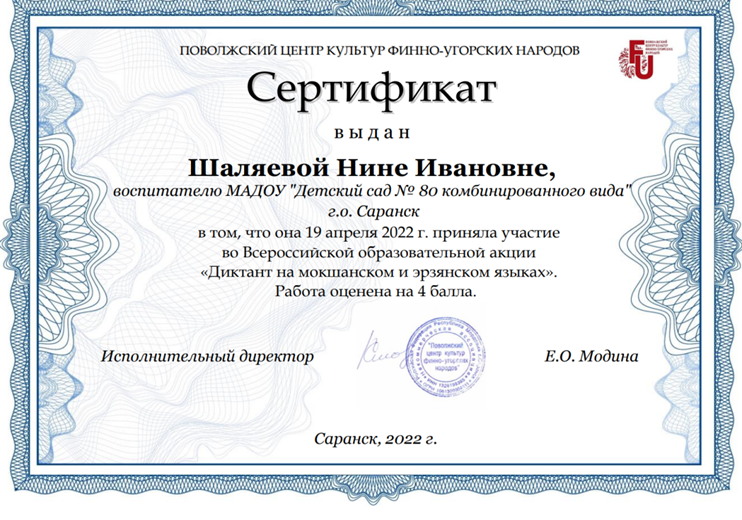 ПОВОЛЖСКИЙ ЦЕНТР КУЛЬТУР ФИННО-УГОРСКИХ НАРОДОВ
FU
Сертификат
выдан
Шаляевой Нине Ивановне,
воспитателю МАДОУ "Детский сад № 80 комбинированного вида"
г.о. Саранск
в том, что она 19 апреля 2022 г. приняла участие
во Всероссийской образовательной акции
«Диктант на мокшанском и эрзянском языках».
Работа оценена на 4 балла.
Исполнительный директор
"Поволжский
центр культур
финно-угорских
народов"
Е.О. Модина
Саранск, 2022 г.